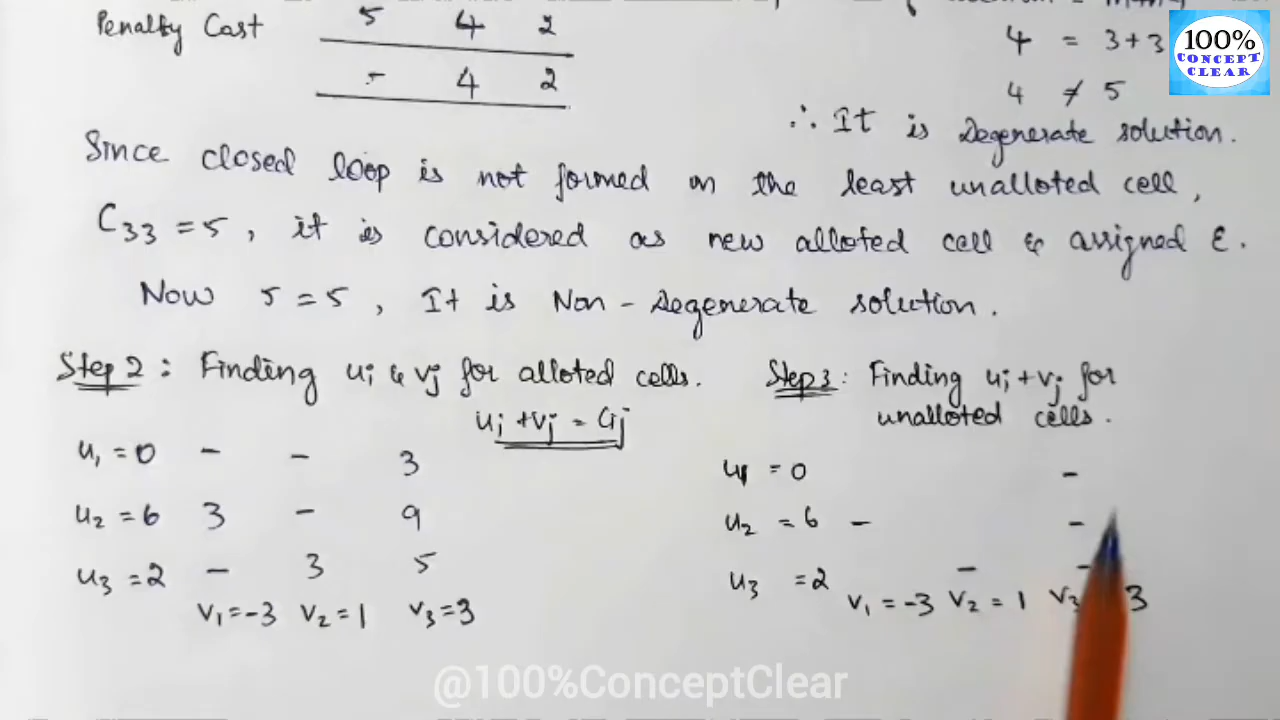 Penalty Cost 5 4 2
4 = 3+3
- 4 2
4 ≠ 5
∴ It is Degenerate solution.
Since closed loop is not formed on the least unalloted cell,
C33 = 5, it is considered as new alloted cell & assigned ε.
Now 5 = 5, It is Non-Degenerate solution.
Step 2 : Finding ui & vj for alloted cells.
ui + vj = Cij
u1 = 0 - - 3
u2 = 6 3 - 9
u3 = 2 - 3 5
v1 = -3 v2 = 1 v3 = 3
Step 3 : Finding ui + vj for
unalloted cells.
u1 = 0 -
u2 = 6 - -
u3 = 2 - -
v1 = -3 v2 = 1 3
100%
CONCEPT
CLEAR
@100%ConceptClear